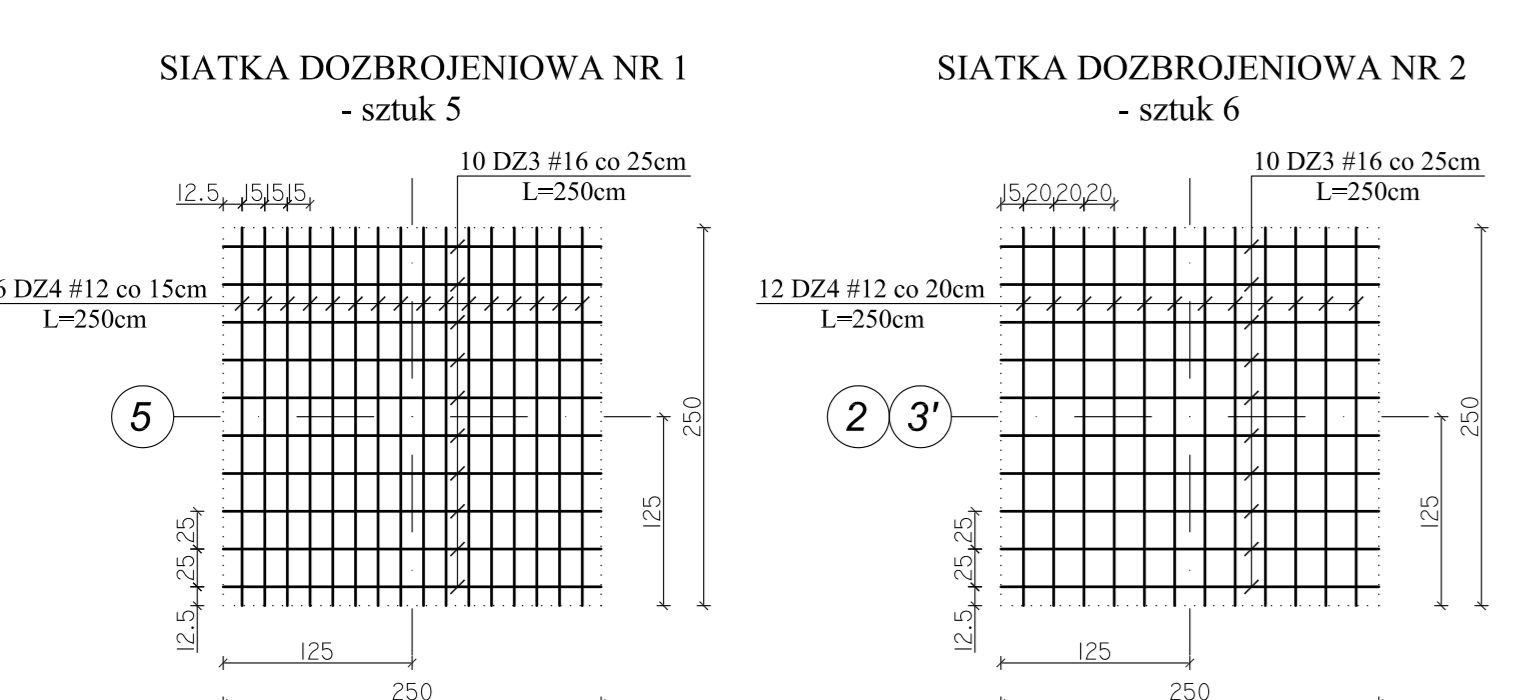 SIATKA DOZBROJENIOWA NR 1
- sztuk 5
10 DZ3 #16 co 25cm
L=250cm
12.5 15 15 15
6 DZ4 #12 co 15cm
L=250cm
5
250
125
25
25
12.5
125
250
SIATKA DOZBROJENIOWA NR 2
- sztuk 6
10 DZ3 #16 co 25cm
L=250cm
15 20 20 20
12 DZ4 #12 co 20cm
L=250cm
2 3'
250
125
25
25
12.5
125
250